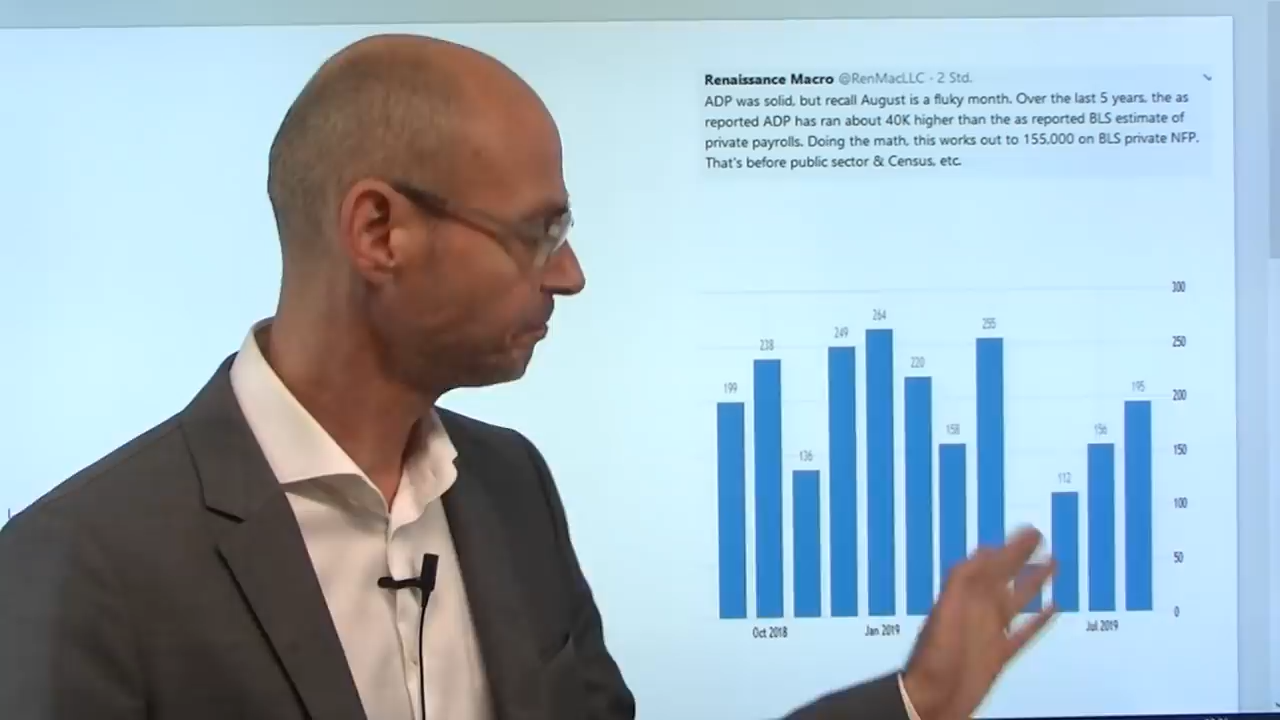 Renaissance Macro @RenMacLLC · 2 Std.
ADP was solid, but recall August is a fluky month. Over the last 5 years, the as
reported ADP has ran about 40K higher than the as reported BLS estimate of
private payrolls. Doing the math, this works out to 155,000 on BLS private NFP.
That's before public sector & Census, etc.
300
264
255
249
238
250
220
199
195
200
158
156
136
150
112
100
50
0
Oct 2018
Jan 2019
Jul 2019